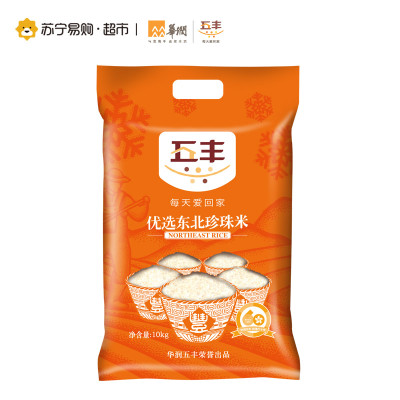 苏宁易购·超市
華潤
五丰
五丰
每天爱回家
优选东北珍珠米
NORTHEAST RICE
豐
净含量:10kg
华润五丰荣誉出品